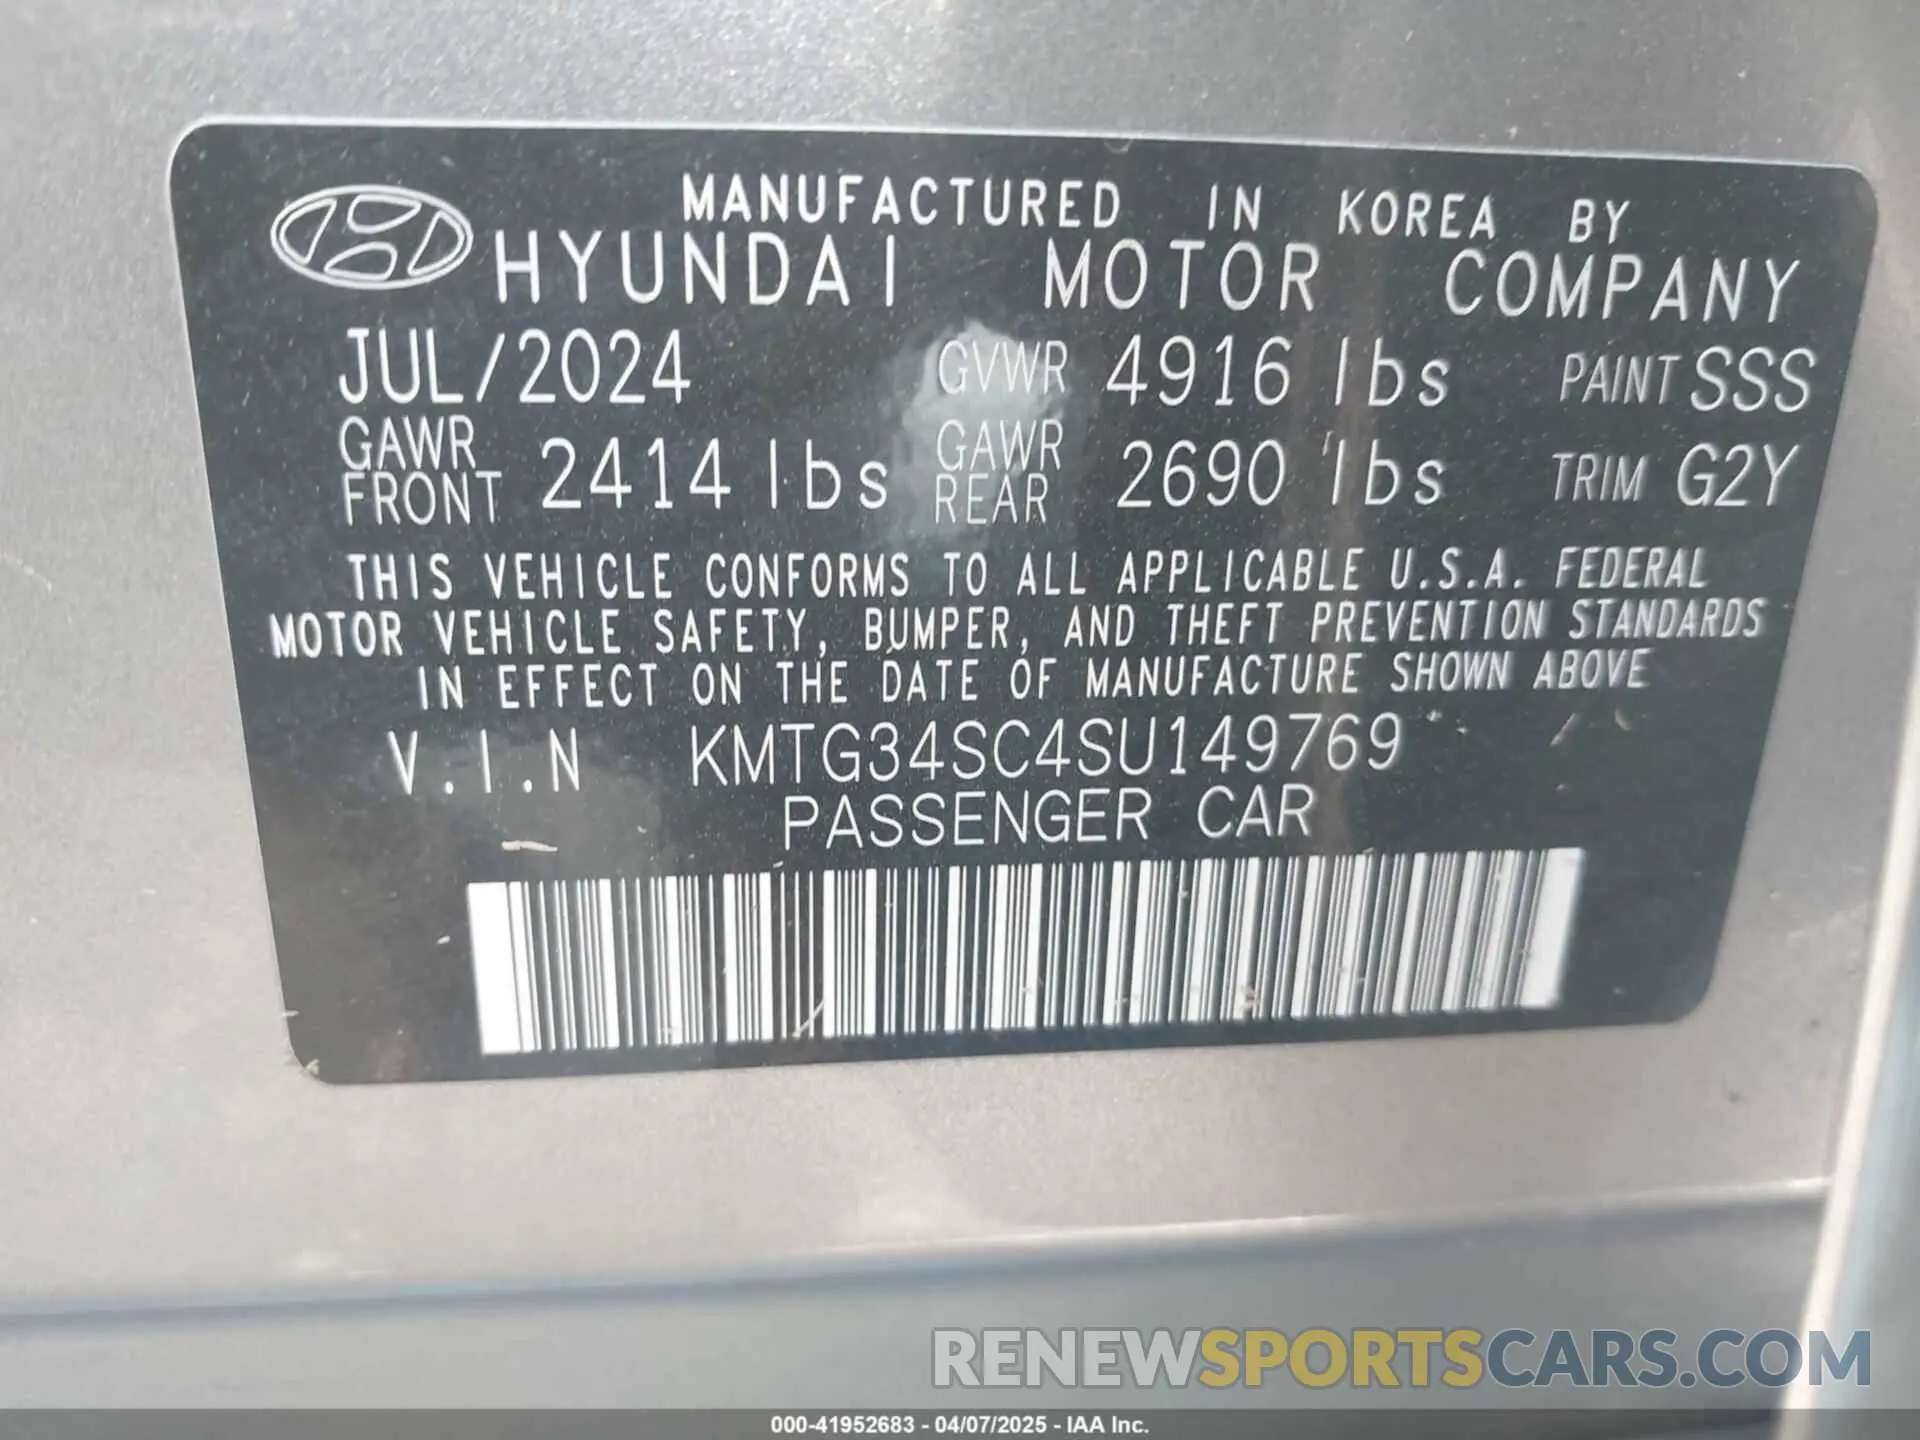 MANUFACTURED IN KOREA BY
HYUNDAI MOTOR COMPANY
JUL/2024 GVWR 4916 lbs PAINT SSS
GAWR FRONT 2414 lbs GAWR REAR 2690 lbs TRIM G2Y
THIS VEHICLE CONFORMS TO ALL APPLICABLE U.S.A. FEDERAL
MOTOR VEHICLE SAFETY, BUMPER, AND THEFT PREVENTION STANDARDS
IN EFFECT ON THE DATE OF MANUFACTURE SHOWN ABOVE
V.I.N KMTG34SC4SU149769
PASSENGER CAR
RENEWSPORTSCARS.COM
000-41952683 - 04/07/2025 - IAA Inc.